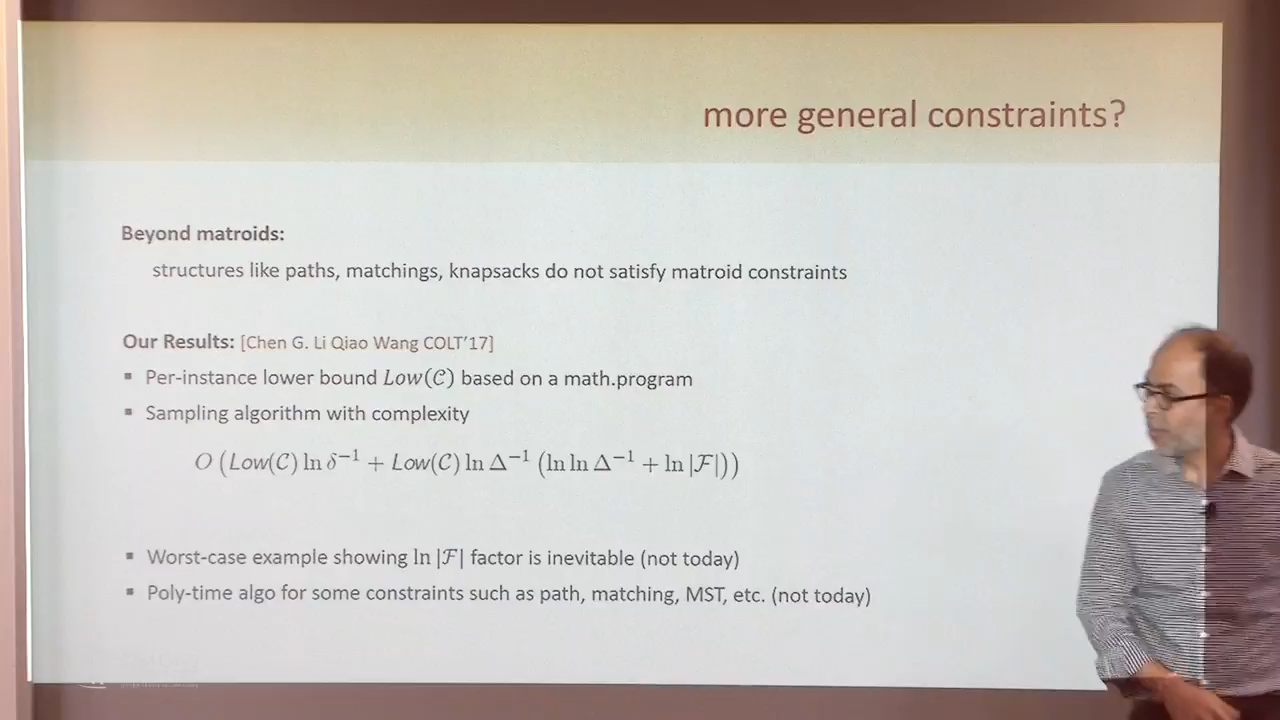 more general constraints?
Beyond matroids:
structures like paths, matchings, knapsacks do not satisfy matroid constraints
Our Results: [Chen G. Li Qiao Wang COLT'17]
▪ Per-instance lower bound Low(𝒞) based on a math.program
▪ Sampling algorithm with complexity
O (Low(𝒞) ln δ⁻¹ + Low(𝒞) ln Δ⁻¹ (ln ln Δ⁻¹ + ln |ℱ|))
▪ Worst-case example showing ln |ℱ| factor is inevitable (not today)
▪ Poly-time algo for some constraints such as path, matching, MST, etc. (not today)